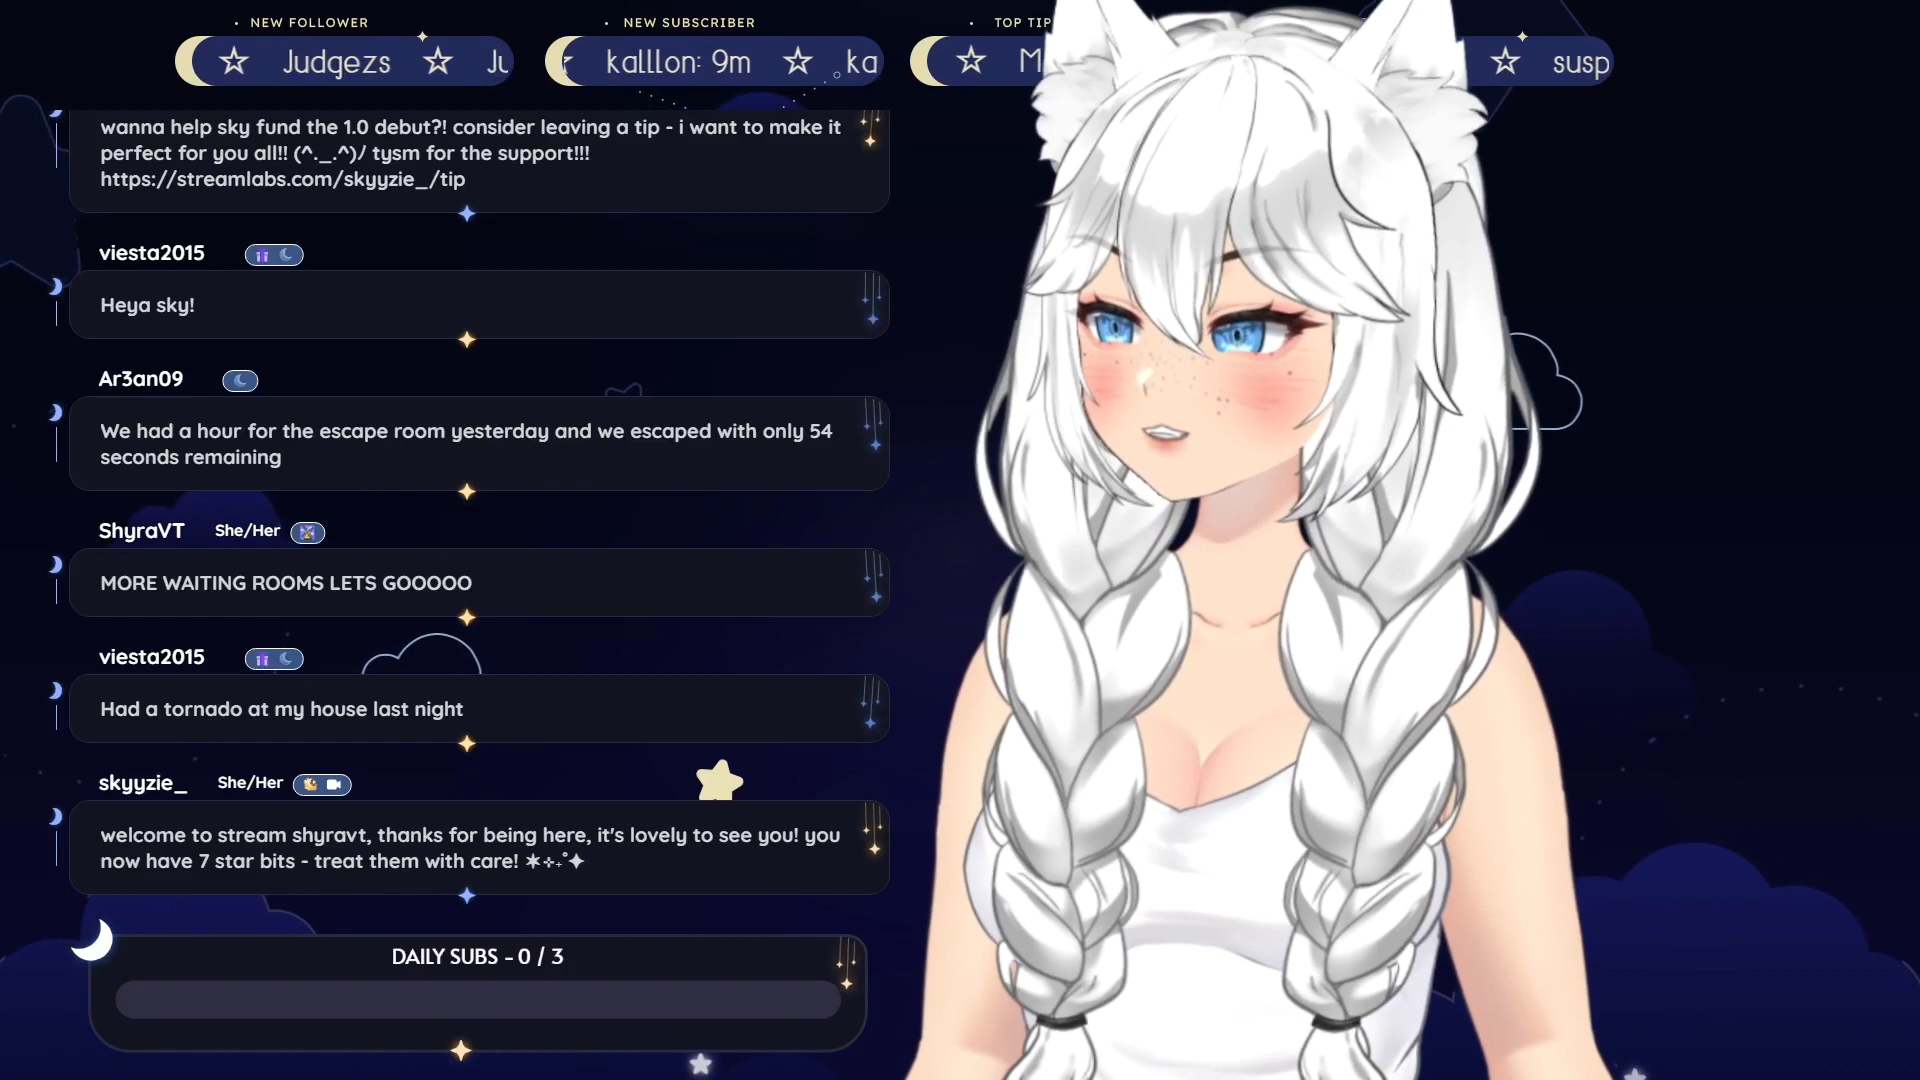 NEW FOLLOWER
NEW SUBSCRIBER
TOP TIP
Judgezs
Ju
kalllon: 9m
ka
M
susp
wanna help sky fund the 1.0 debut?! consider leaving a tip - i want to make it
perfect for you all!! (^._.^)ﾉ tysm for the support!!!
https://streamlabs.com/skyyzie_/tip
viesta2015
Heya sky!
Ar3an09
We had a hour for the escape room yesterday and we escaped with only 54
seconds remaining
ShyraVT She/Her
MORE WAITING ROOMS LETS GOOOOO
viesta2015
Had a tornado at my house last night
skyyzie_ She/Her
welcome to stream shyravt, thanks for being here, it's lovely to see you! you
now have 7 star bits - treat them with care! ✶⊹₊˚✦
DAILY SUBS - 0 / 3